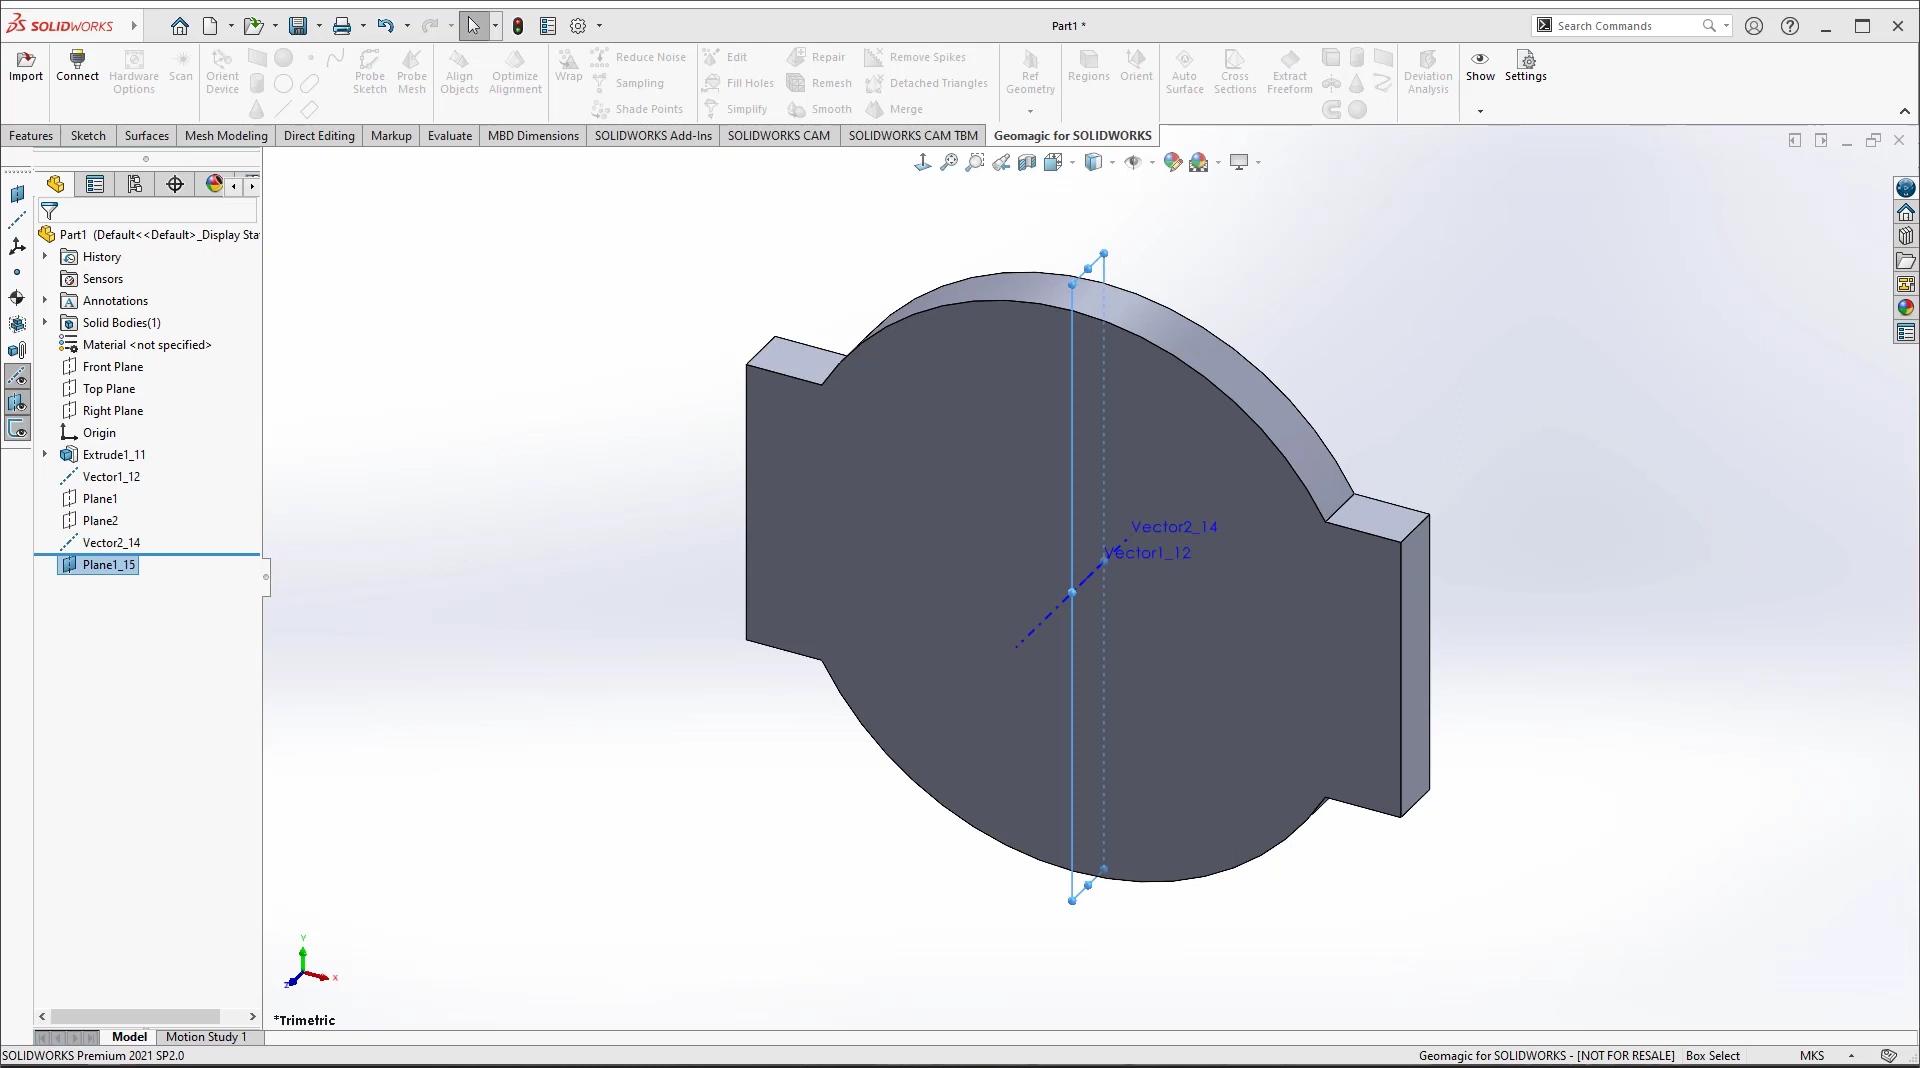 SOLIDWORKS
Part1 *
Search Commands
Import
Connect
Hardware Options
Scan
Orient Device
Probe Sketch
Probe Mesh
Align Objects
Optimize Alignment
Wrap
Reduce Noise
Sampling
Shade Points
Edit
Fill Holes
Simplify
Repair
Remesh
Smooth
Remove Spikes
Detached Triangles
Merge
Ref Geometry
Regions
Orient
Auto Surface
Cross Sections
Extract Freeform
Deviation Analysis
Show
Settings
Features
Sketch
Surfaces
Mesh Modeling
Direct Editing
Markup
Evaluate
MBD Dimensions
SOLIDWORKS Add-Ins
SOLIDWORKS CAM
SOLIDWORKS CAM TBM
Geomagic for SOLIDWORKS
Part1 (Default<<Default>_Display Sta
History
Sensors
Annotations
Solid Bodies(1)
Material <not specified>
Front Plane
Top Plane
Right Plane
Origin
Extrude1_11
Vector1_12
Plane1
Plane2
Vector2_14
Plane1_15
Vector2_14
Vector1_12
Y
X
Z
*Trimetric
Model
Motion Study 1
SOLIDWORKS Premium 2021 SP2.0
Geomagic for SOLIDWORKS - [NOT FOR RESALE]
Box Select
MKS